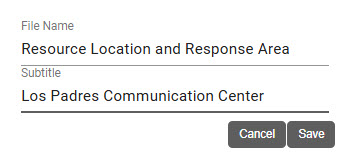 File Name
Resource Location and Response Area
Subtitle
Los Padres Communication Center
Cancel Save